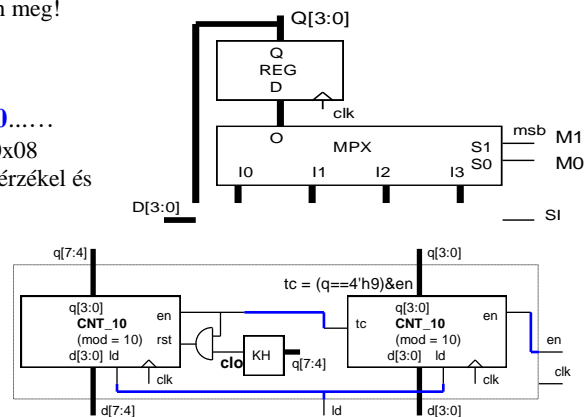 meg!
Q[3:0]
Q
REG
D
clk
0...…
0x08
érzékel és
O
MPX
S1
S0
msb
M1
M0
I0 I1 I2 I3
D[3:0]
SI
q[7:4]
q[3:0]
tc = (q==4'h9)&en
q[3:0]
CNT_10
(mod = 10)
d[3:0] ld
en
rst
clk
clo
KH
q[7:4]
tc
q[3:0]
CNT_10
(mod = 10)
d[3:0] ld
en
clk
en
clk
d[7:4]
ld
d[3:0]